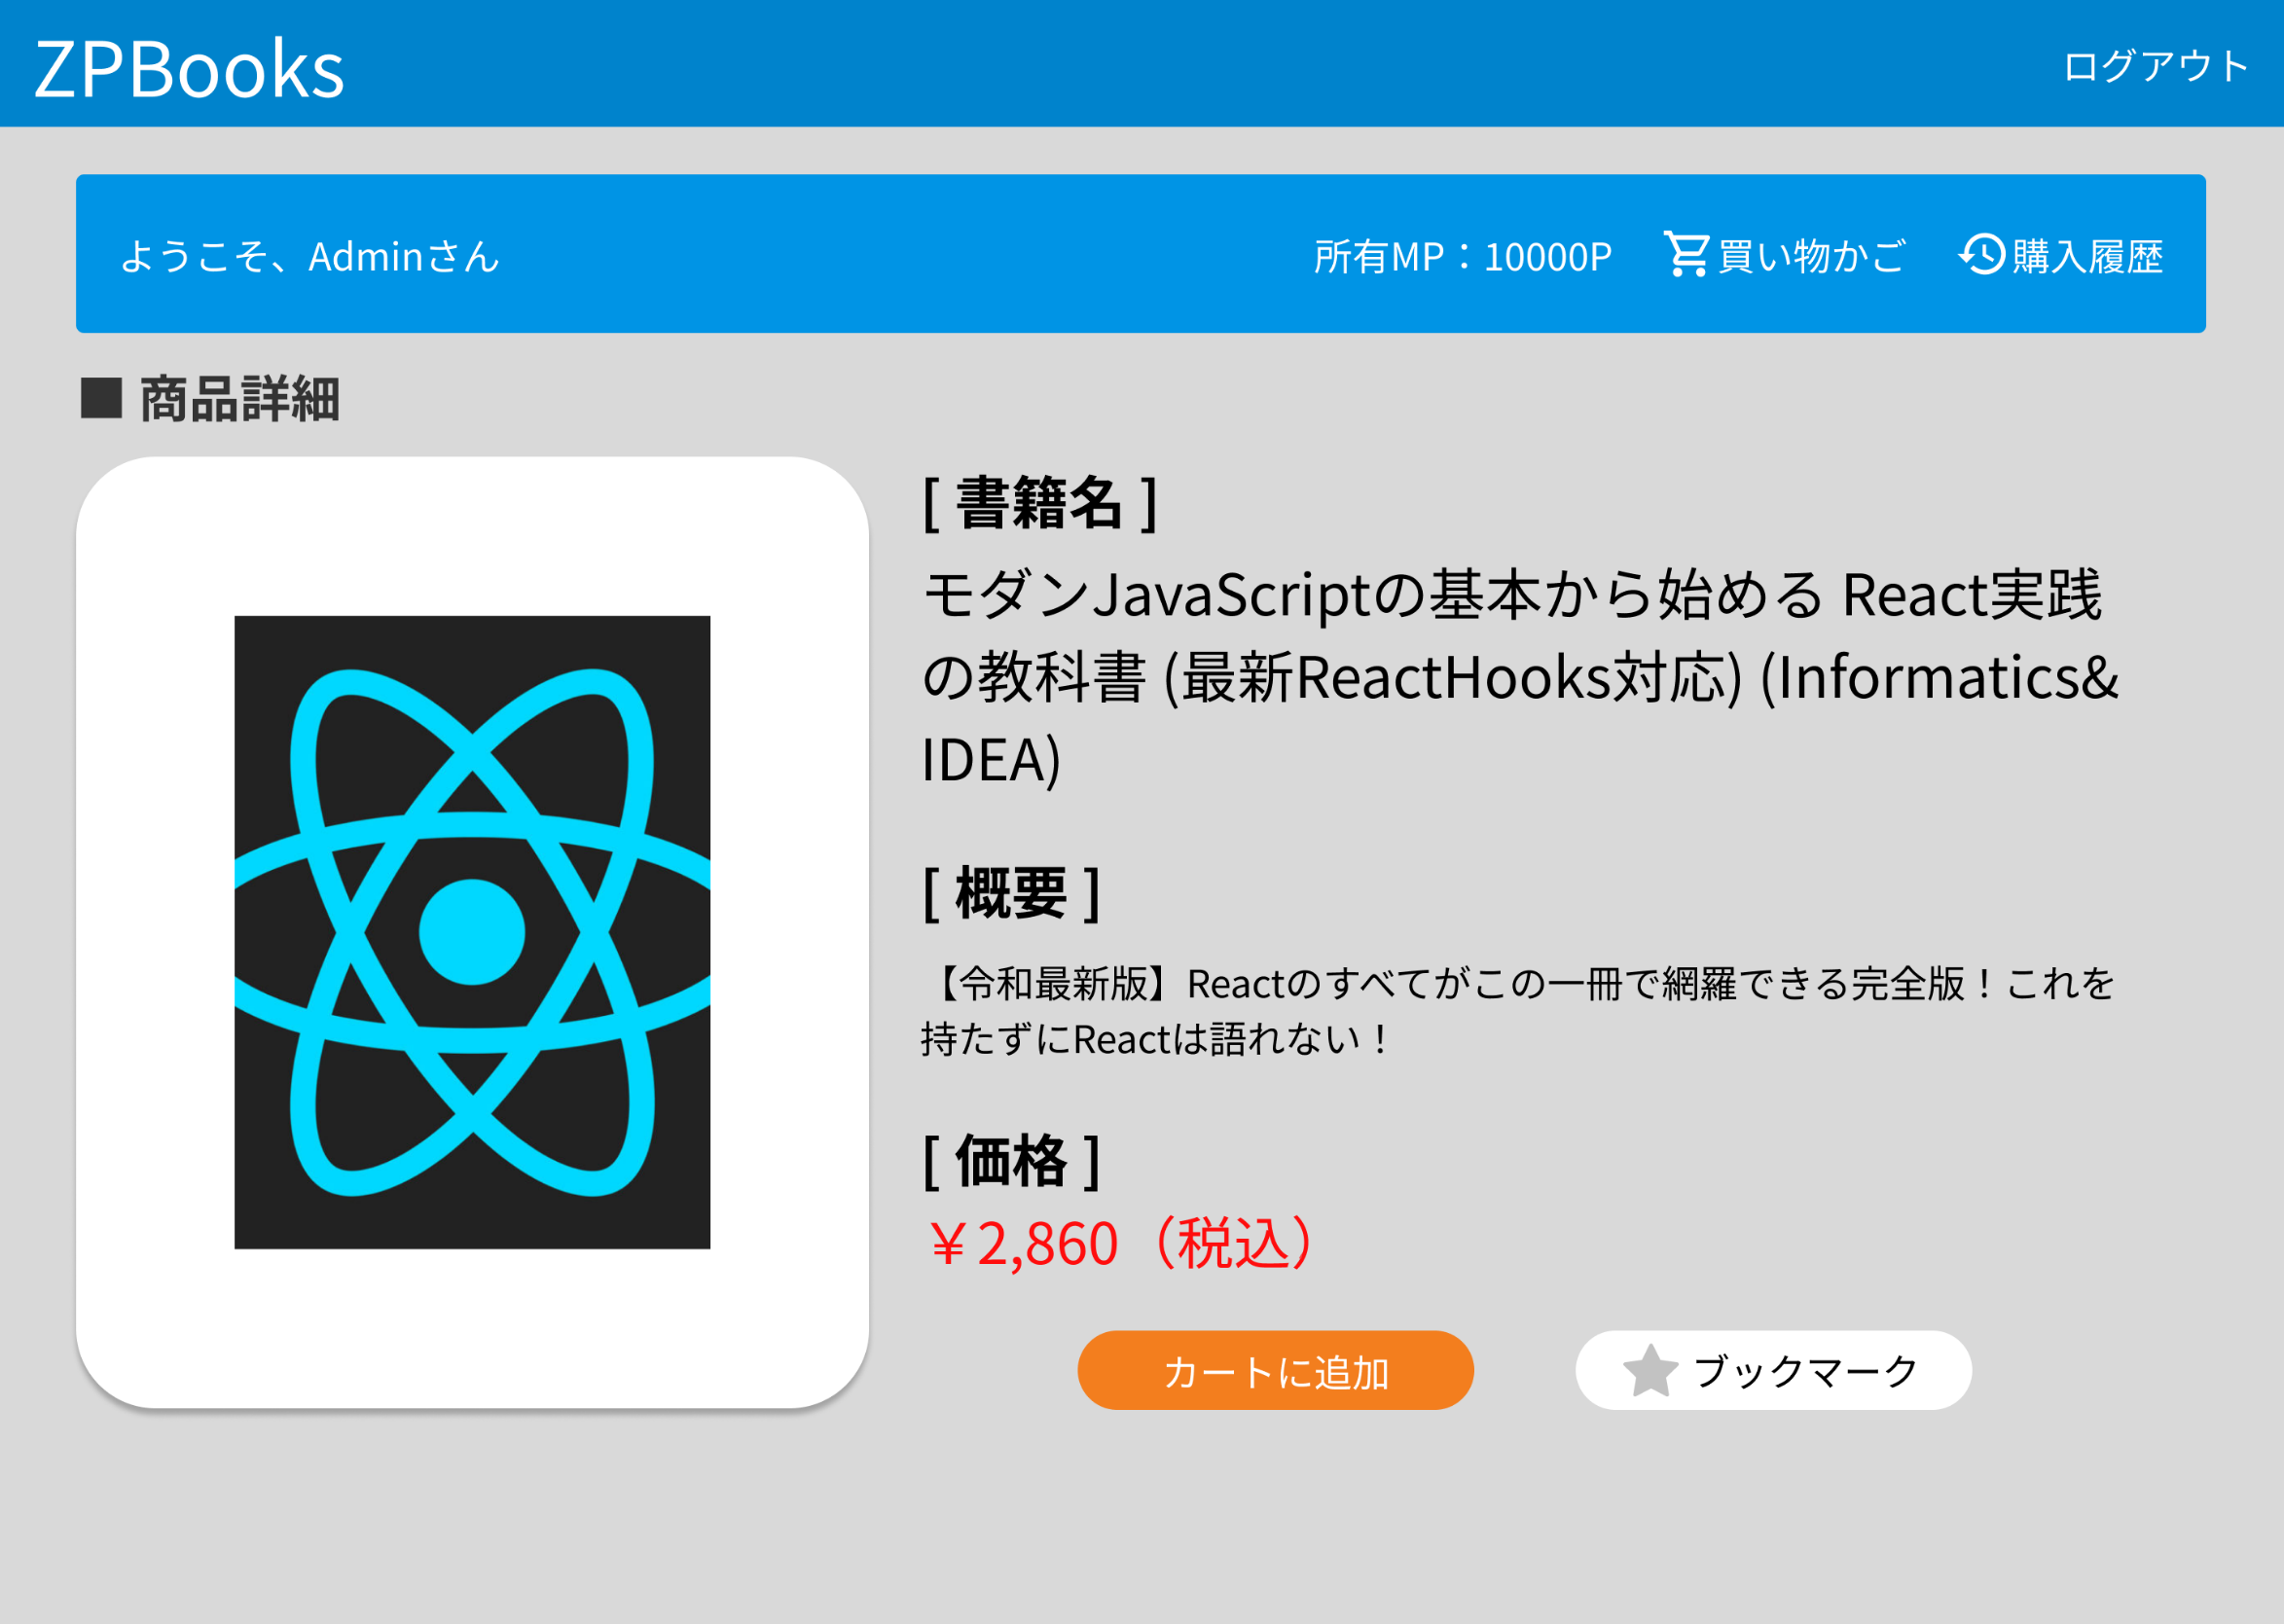 ZPBooks
ログアウト
ようこそ、Adminさん
所有MP：10000P
買い物かご
購入履歴
■ 商品詳細
[ 書籍名 ]
モダンJavaScriptの基本から始める React実践
の教科書 (最新ReactHooks対応) (Informatics&
IDEA)
[ 概要 ]
【令和最新版】 Reactのすべてがこの一冊で網羅できる完全版！これを
持たずにReactは語れない！
[ 価格 ]
￥2,860（税込）
カートに追加
ブックマーク